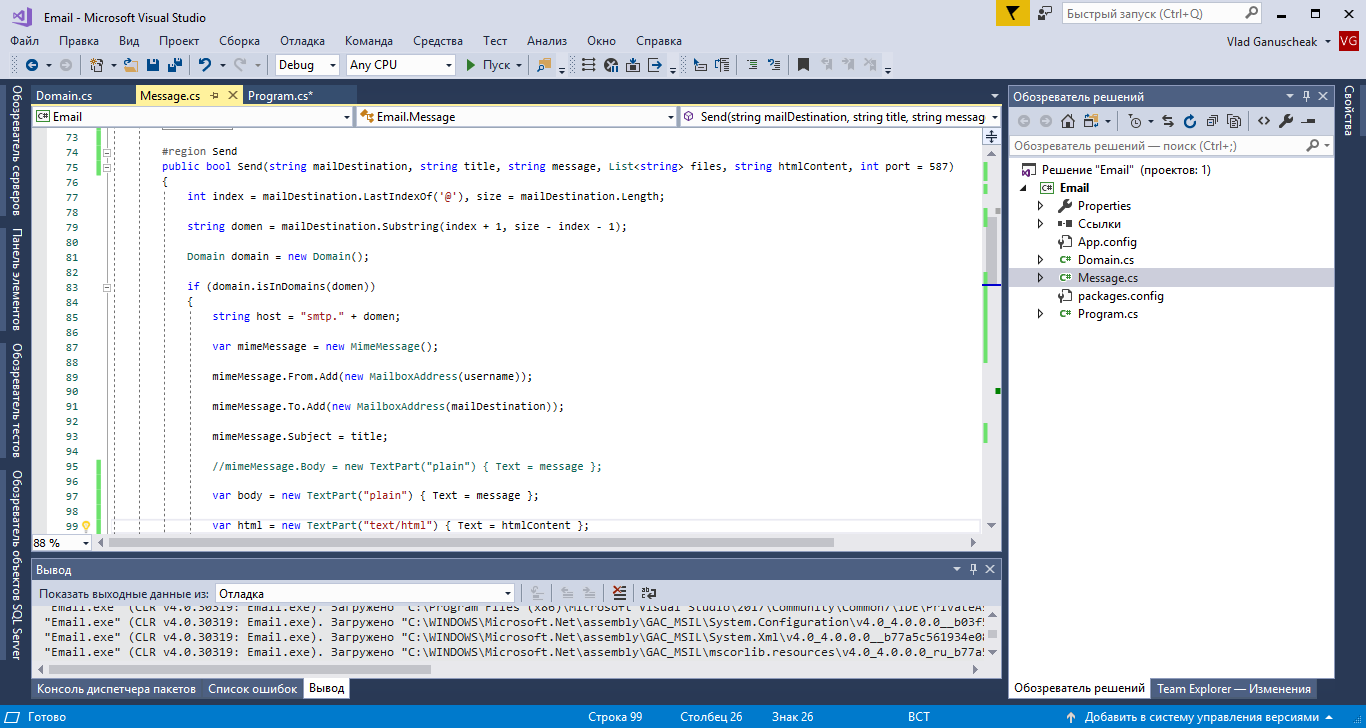 Email - Microsoft Visual Studio
Быстрый запуск (Ctrl+Q)
Файл Правка Вид Проект Сборка Отладка Команда Средства Тест Анализ Окно Справка
Vlad Ganuscheak VG
Debug Any CPU Пуск
Обозреватель серверов
Панель элементов
Обозреватель тестов
Обозреватель объектов SQL Server
Domain.cs Message.cs Program.cs*
C# Email Email.Message Send(string mailDestination, string title, string messag
73
74 #region Send
75 public bool Send(string mailDestination, string title, string message, List<string> files, string htmlContent, int port = 587)
76 {
77 int index = mailDestination.LastIndexOf('@'), size = mailDestination.Length;
78
79 string domen = mailDestination.Substring(index + 1, size - index - 1);
80
81 Domain domain = new Domain();
82
83 if (domain.isInDomains(domen))
84 {
85 string host = "smtp." + domen;
86
87 var mimeMessage = new MimeMessage();
88
89 mimeMessage.From.Add(new MailboxAddress(username));
90
91 mimeMessage.To.Add(new MailboxAddress(mailDestination));
92
93 mimeMessage.Subject = title;
94
95 //mimeMessage.Body = new TextPart("plain") { Text = message };
96
97 var body = new TextPart("plain") { Text = message };
98
99 var html = new TextPart("text/html") { Text = htmlContent };
88 %
Вывод
Показать выходные данные из: Отладка
"Email.exe" (CLR v4.0.30319: Email.exe). Загружено "C:\Program Files (x86)\Microsoft Visual Studio\2017\Community\Common7\IDE\PrivateAs
"Email.exe" (CLR v4.0.30319: Email.exe). Загружено "C:\WINDOWS\Microsoft.Net\assembly\GAC_MSIL\System.Configuration\v4.0_4.0.0.0__b03f5
"Email.exe" (CLR v4.0.30319: Email.exe). Загружено "C:\WINDOWS\Microsoft.Net\assembly\GAC_MSIL\System.Xml\v4.0_4.0.0.0__b77a5c561934e08
"Email.exe" (CLR v4.0.30319: Email.exe). Загружено "C:\WINDOWS\Microsoft.Net\assembly\GAC_MSIL\mscorlib.resources\v4.0_4.0.0.0_ru_b77a5
Консоль диспетчера пакетов Список ошибок Вывод
Обозреватель решений
Обозреватель решений — поиск (Ctrl+;)
Решение "Email" (проектов: 1)
C# Email
Properties
Ссылки
App.config
C# Domain.cs
C# Message.cs
packages.config
C# Program.cs
Обозреватель решений Team Explorer — Изменения
Свойства
Готово Строка 99 Столбец 26 Знак 26 ВСТ Добавить в систему управления версиями